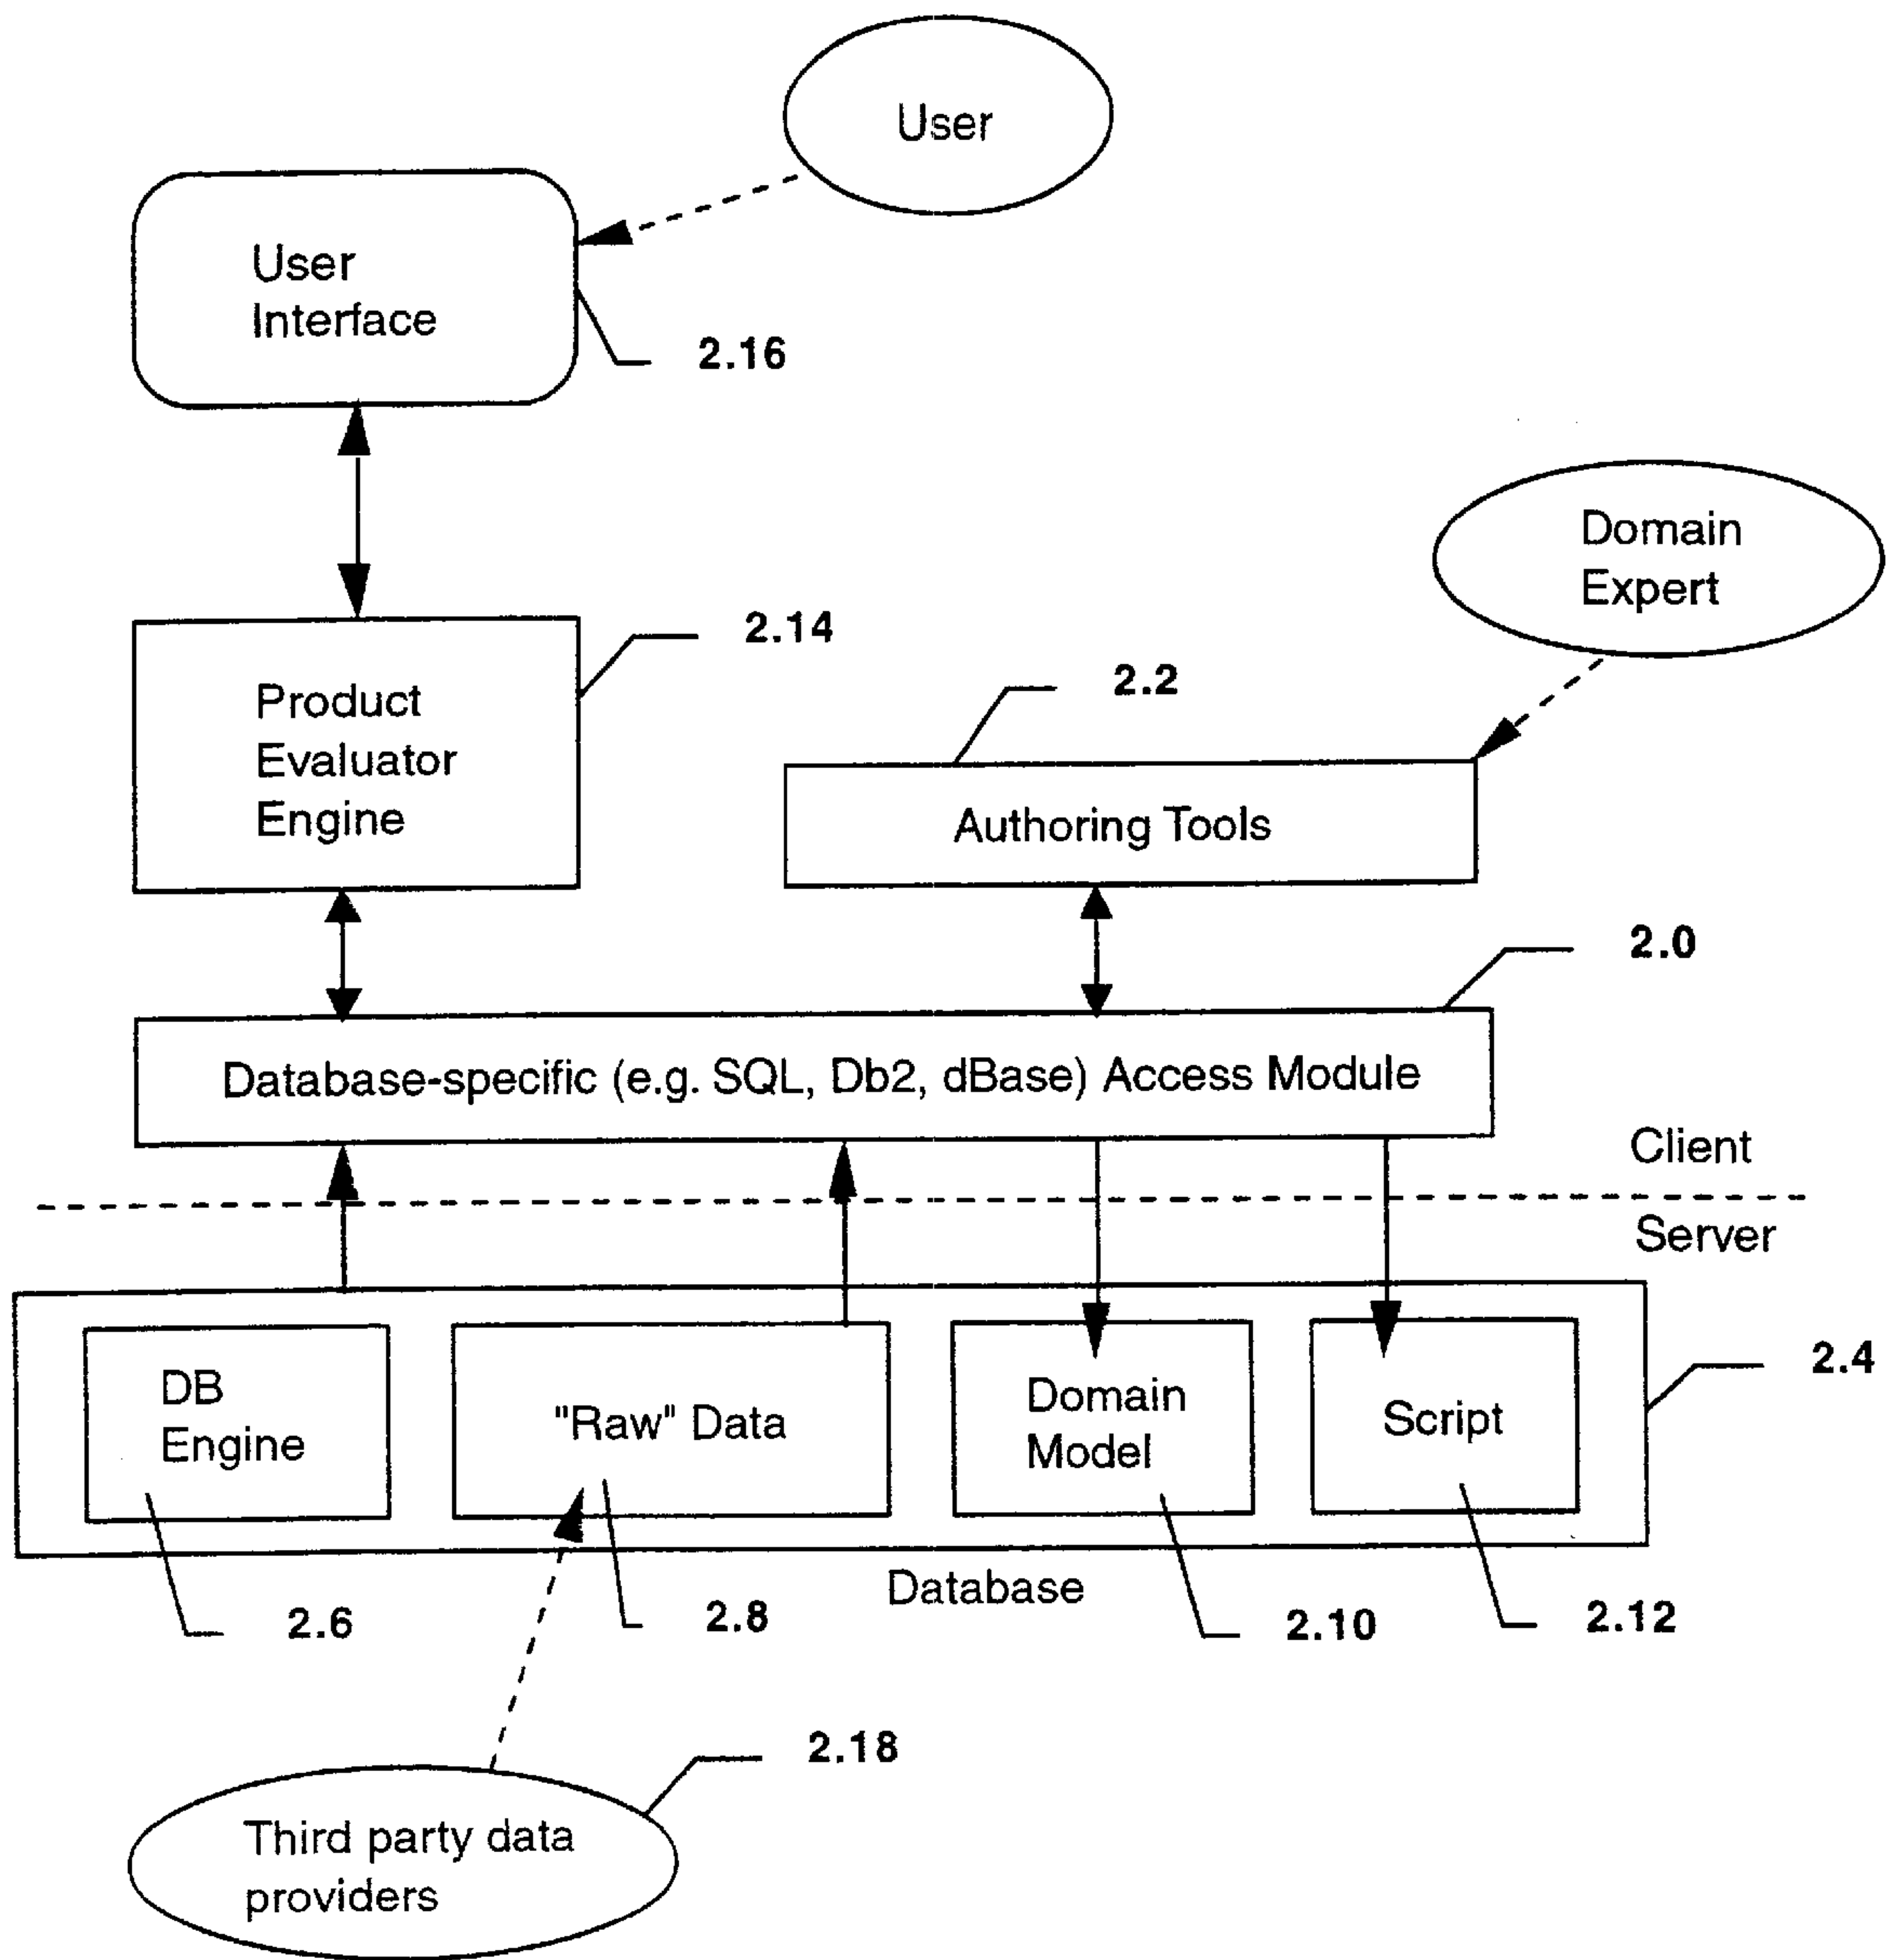 User
User
Interface
2.16
Domain
Expert
2.14
Product
Evaluator
Engine
2.2
Authoring Tools
2.0
Database-specific (e.g. SQL, Db2, dBase) Access Module
Client
Server
2.4
DB
Engine
"Raw" Data
Domain
Model
Script
Database
2.6
2.8
2.10
2.12
2.18
Third party data
providers